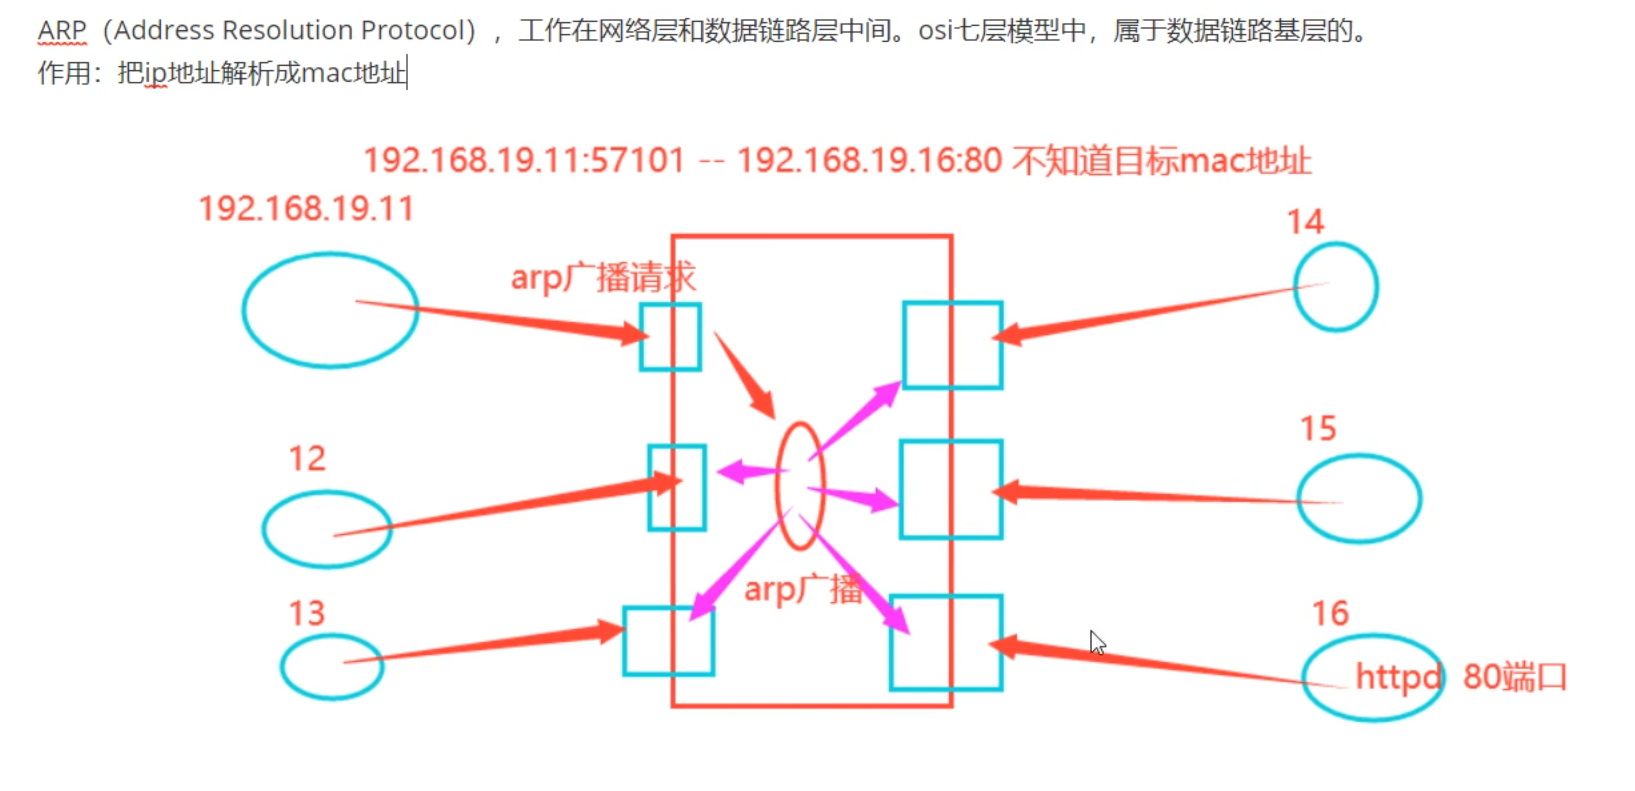 ARP（Address Resolution Protocol），工作在网络层和数据链路层中间。osi七层模型中，属于数据链路基层的。
作用：把ip地址解析成mac地址
192.168.19.11:57101 -- 192.168.19.16:80 不知道目标mac地址
192.168.19.11
14
arp广播请求
15
12
arp广播
13
16
httpd 80端口